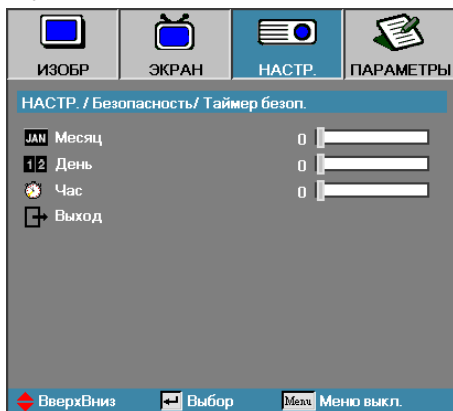 ИЗОБР ЭКРАН НАСТР. ПАРАМЕТРЫ
НАСТР. / Безопасность/ Таймер безоп.
JAN Месяц 0
12 День 0
Час 0
Выход
ВверхВниз Выбор Menu Меню выкл.